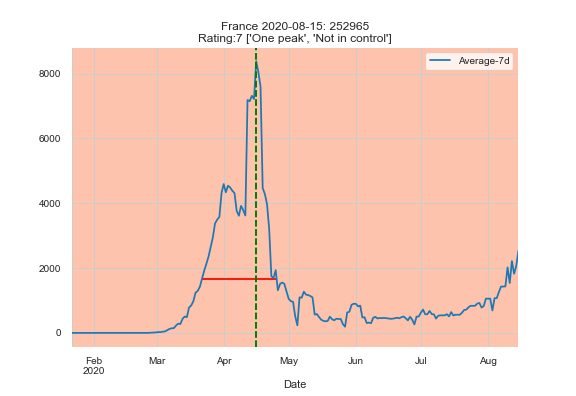 France 2020-08-15: 252965
Rating:7 ['One peak', 'Not in control']
Average-7d
8000
6000
4000
2000
0
Feb Mar Apr May Jun Jul Aug
2020
Date